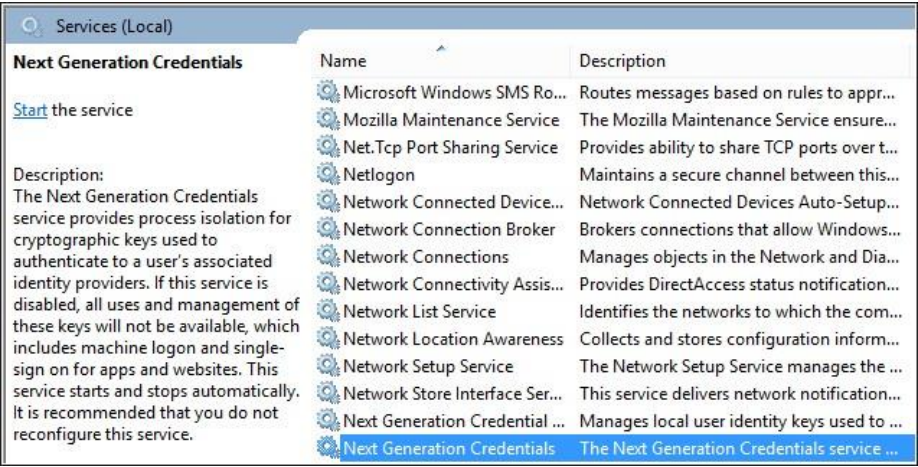 Services (Local)
Next Generation Credentials
Start the service
Description:
The Next Generation Credentials
service provides process isolation for
cryptographic keys used to
authenticate to a user's associated
identity providers. If this service is
disabled, all uses and management of
these keys will not be available, which
includes machine logon and single-
sign on for apps and websites. This
service starts and stops automatically.
It is recommended that you do not
reconfigure this service.
Name Description
Microsoft Windows SMS Ro... Routes messages based on rules to appr...
Mozilla Maintenance Service The Mozilla Maintenance Service ensure...
Net.Tcp Port Sharing Service Provides ability to share TCP ports over t...
Netlogon Maintains a secure channel between this...
Network Connected Device... Network Connected Devices Auto-Setup...
Network Connection Broker Brokers connections that allow Windows...
Network Connections Manages objects in the Network and Dia...
Network Connectivity Assis... Provides DirectAccess status notification...
Network List Service Identifies the networks to which the com...
Network Location Awareness Collects and stores configuration inform...
Network Setup Service The Network Setup Service manages the ...
Network Store Interface Ser... This service delivers network notification...
Next Generation Credential ... Manages local user identity keys used to ...
Next Generation Credentials The Next Generation Credentials service ...